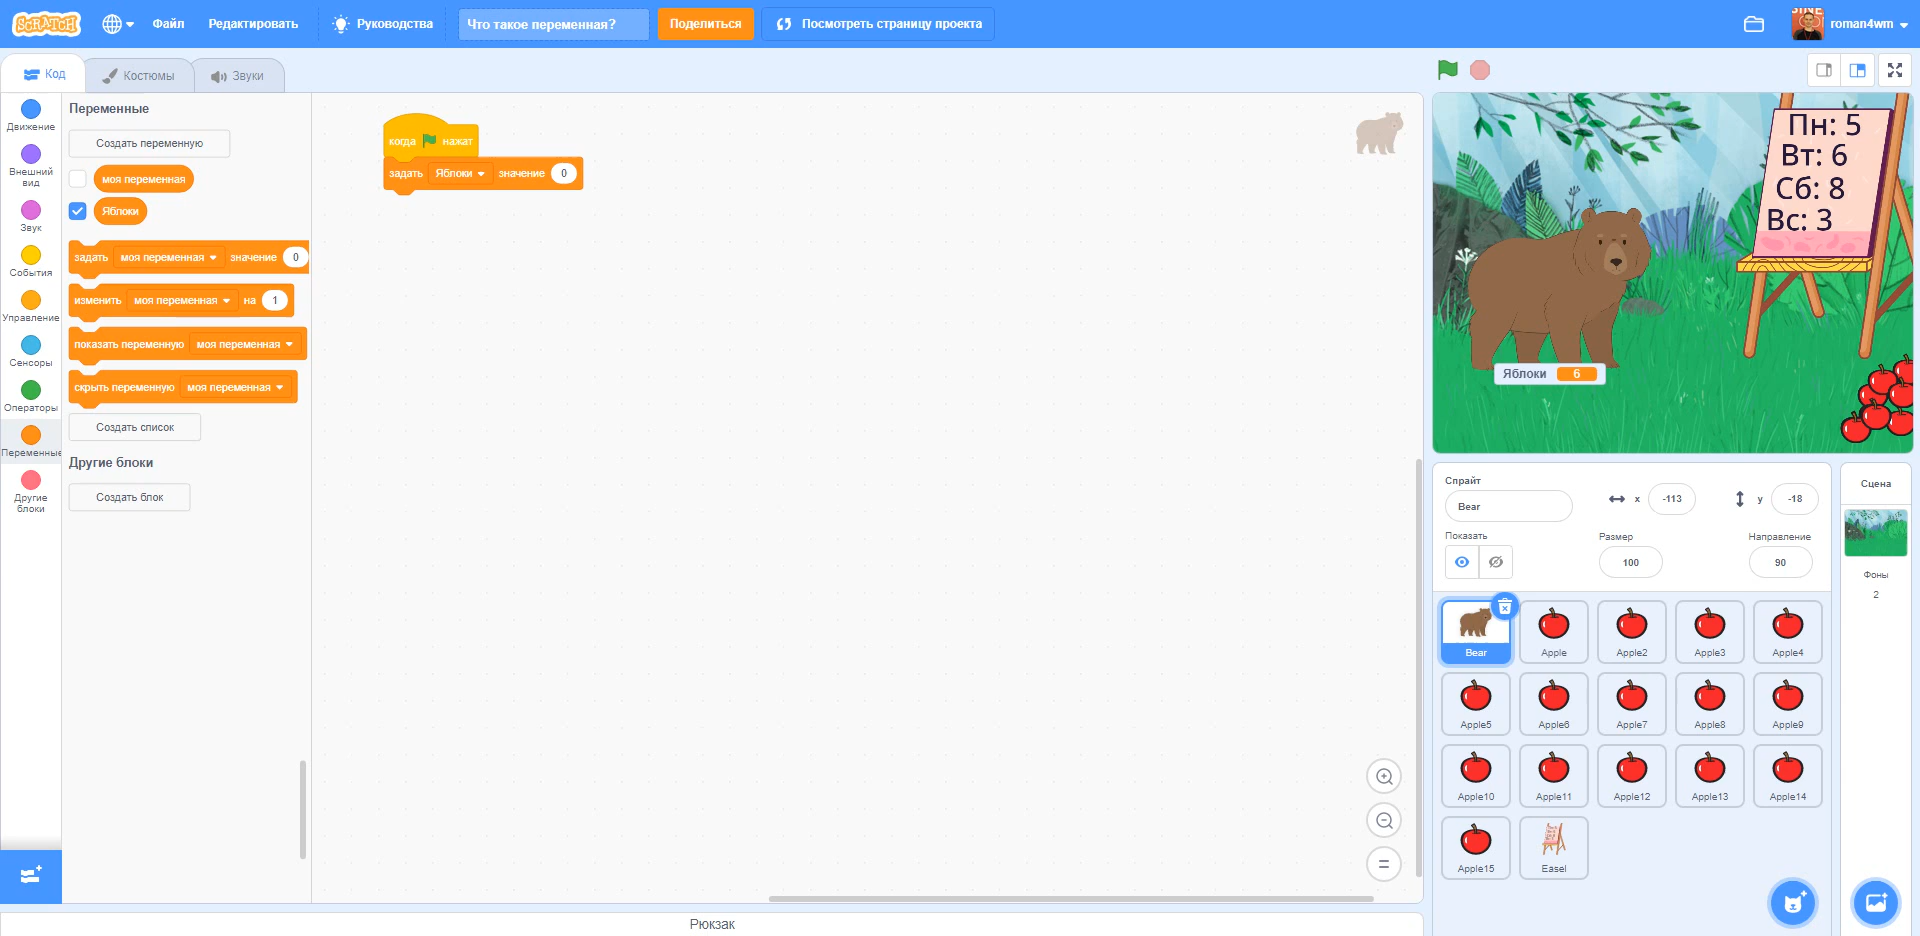 SCRATCH
Файл
Редактировать
Руководства
Что такое переменная?
Поделиться
Посмотреть страницу проекта
roman4wm
Код
Костюмы
Звуки
Движение
Внешний
вид
Звук
События
Управление
Сенсоры
Операторы
Переменные
Другие
блоки
Переменные
Создать переменную
моя переменная
Яблоки
задать моя переменная значение 0
изменить моя переменная на 1
показать переменную моя переменная
скрыть переменную моя переменная
Создать список
Другие блоки
Создать блок
когда нажат
задать Яблоки значение 0
Рюкзак
Пн: 5
Вт: 6
Сб: 8
Вс: 3
Яблоки 6
Спрайт
Bear
x -113
y -18
Показать
Размер
100
Направление
90
Bear
Apple
Apple2
Apple3
Apple4
Apple5
Apple6
Apple7
Apple8
Apple9
Apple10
Apple11
Apple12
Apple13
Apple14
Apple15
Easel
Сцена
Фоны
2